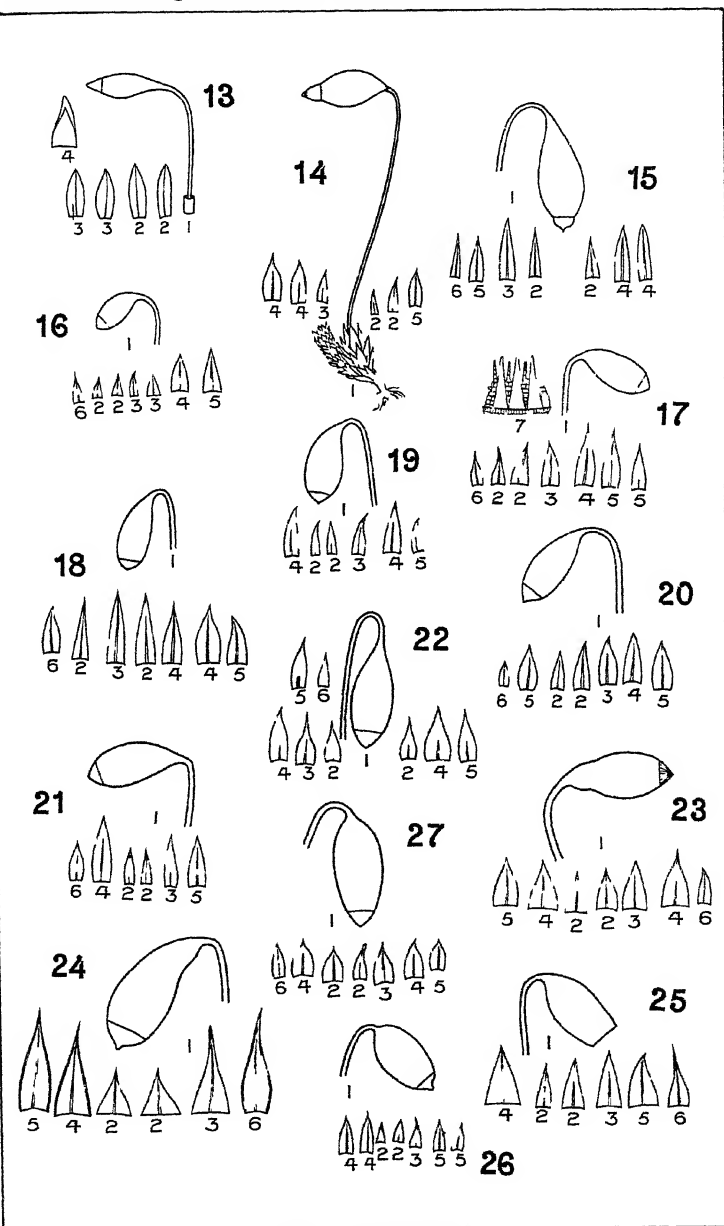 13
4
3 3 2 2 1
14
4 4 3 2 2 5
1
15
1
6 5 3 2 2 4 4
16
1
6 2 2 3 3 4 5
17
7 1 1
6 2 2 3 4 5 5
18
1
6 2 3 2 4 4 5
19
1
4 2 2 3 4 5
20
1
6 5 2 2 3 4 5
21
1
6 4 2 2 3 5
22
5 6
4 3 2 1 2 4 5
23
1
5 4 2 2 3 4 6
24
1
5 4 2 2 3 6
27
1
6 4 2 2 3 4 5
25
1
4 2 2 3 5 6
1
4 4 2 2 3 5 5
26